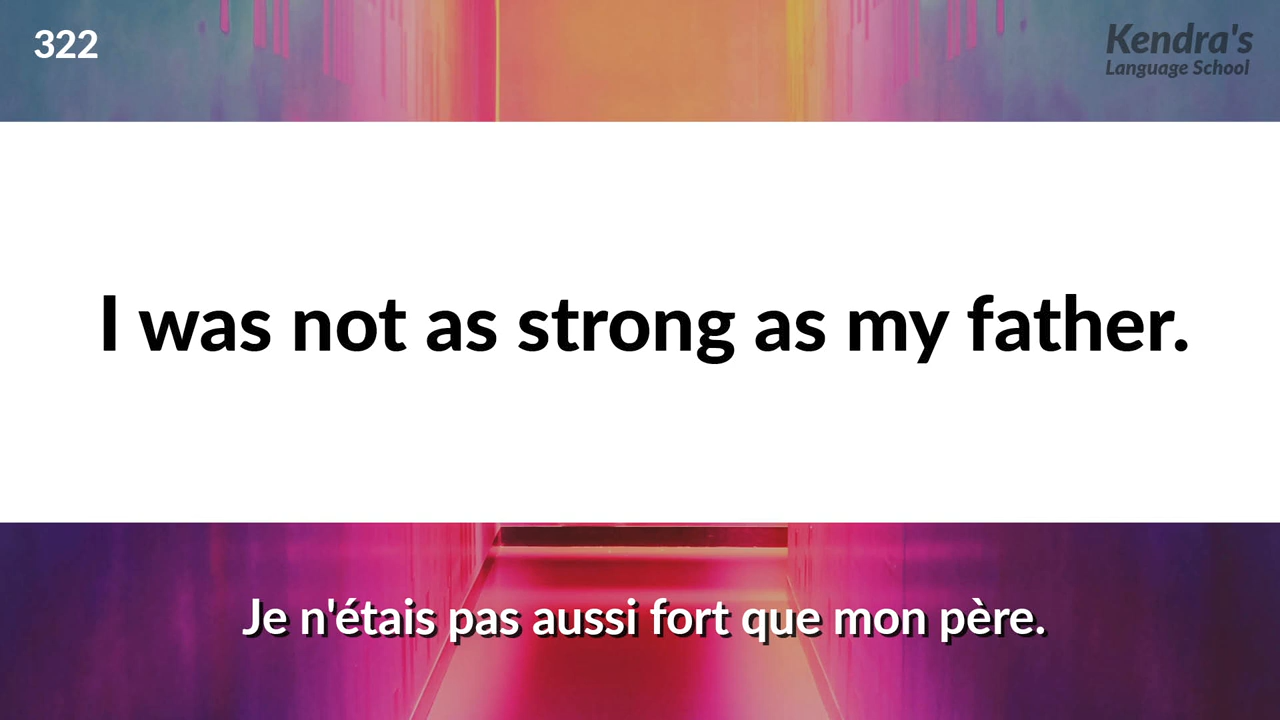 322
Kendra's
Language School
I was not as strong as my father.
Je n'étais pas aussi fort que mon père.